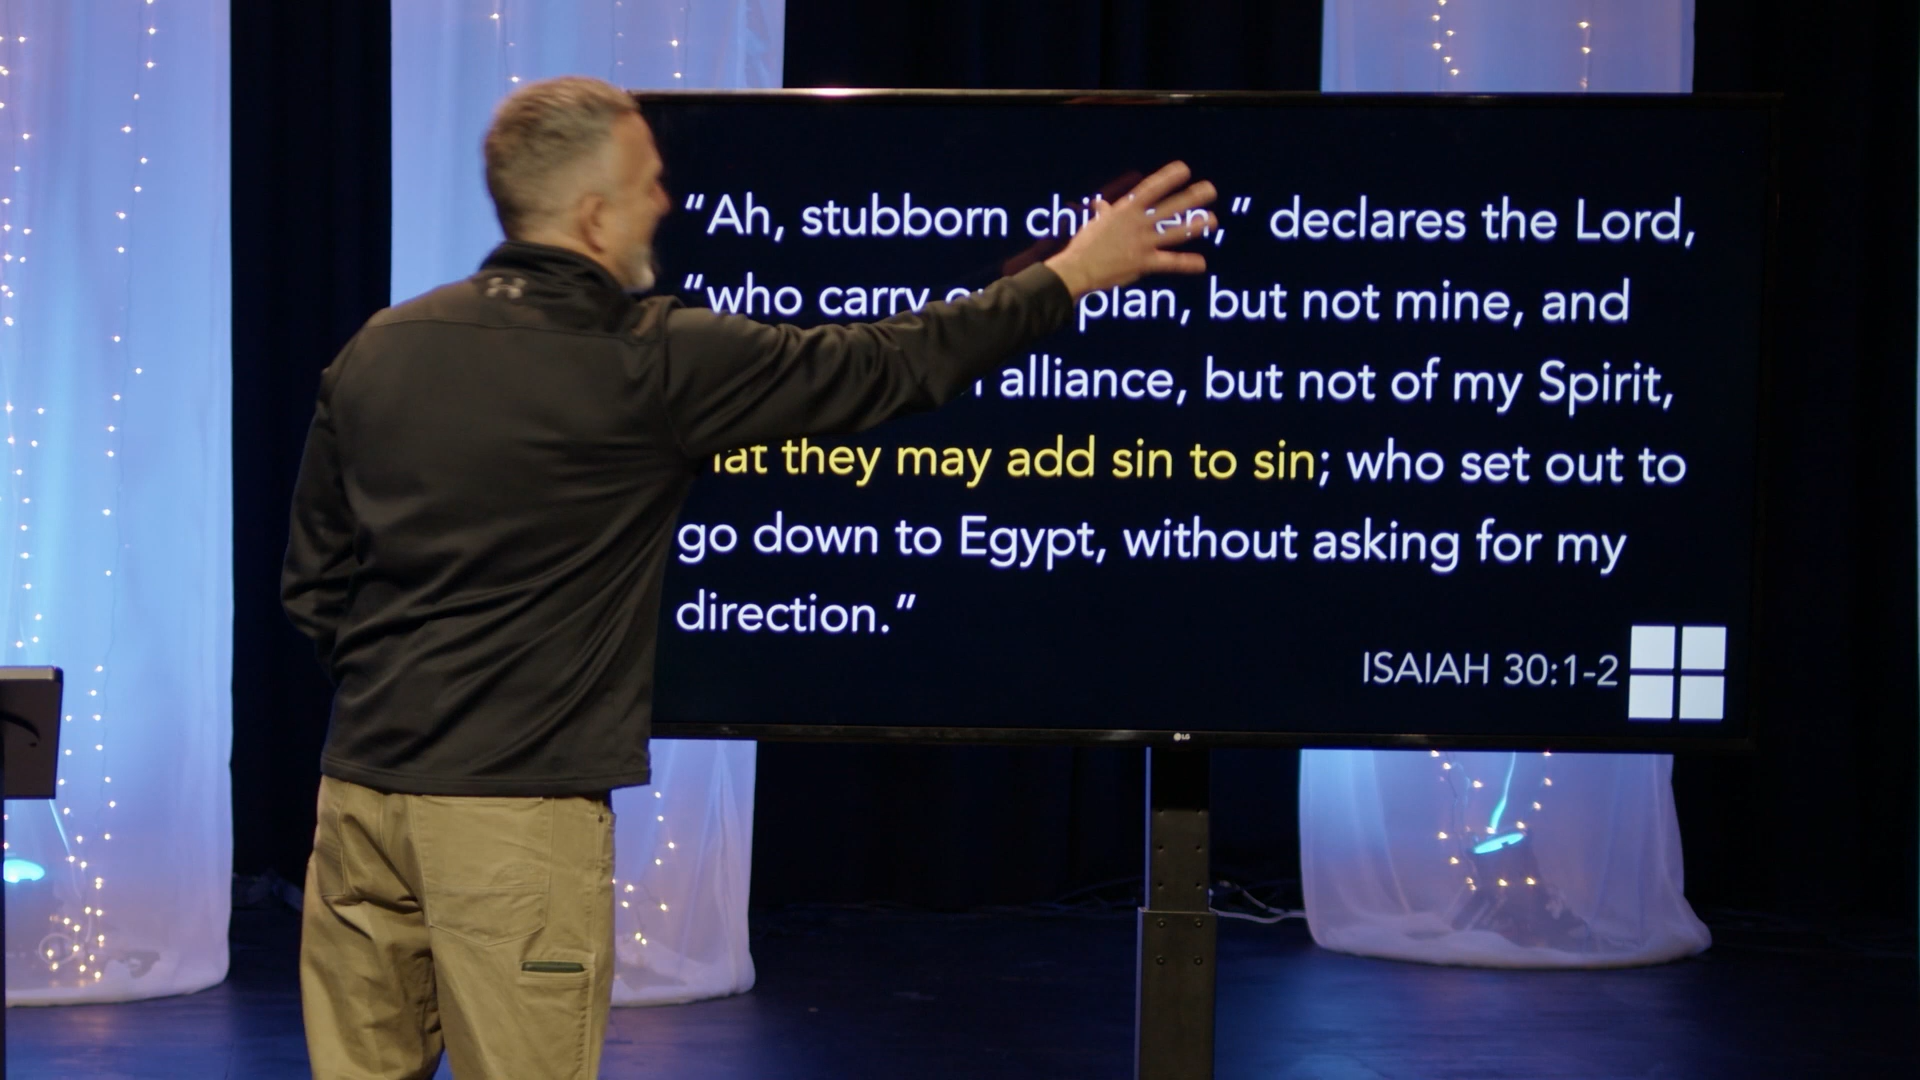 “Ah, stubborn children,” declares the Lord,
“who carry plan, but not mine, and
alliance, but not of my Spirit,
they may add sin to sin; who set out to
go down to Egypt, without asking for my
direction.”
ISAIAH 30:1-2
LG